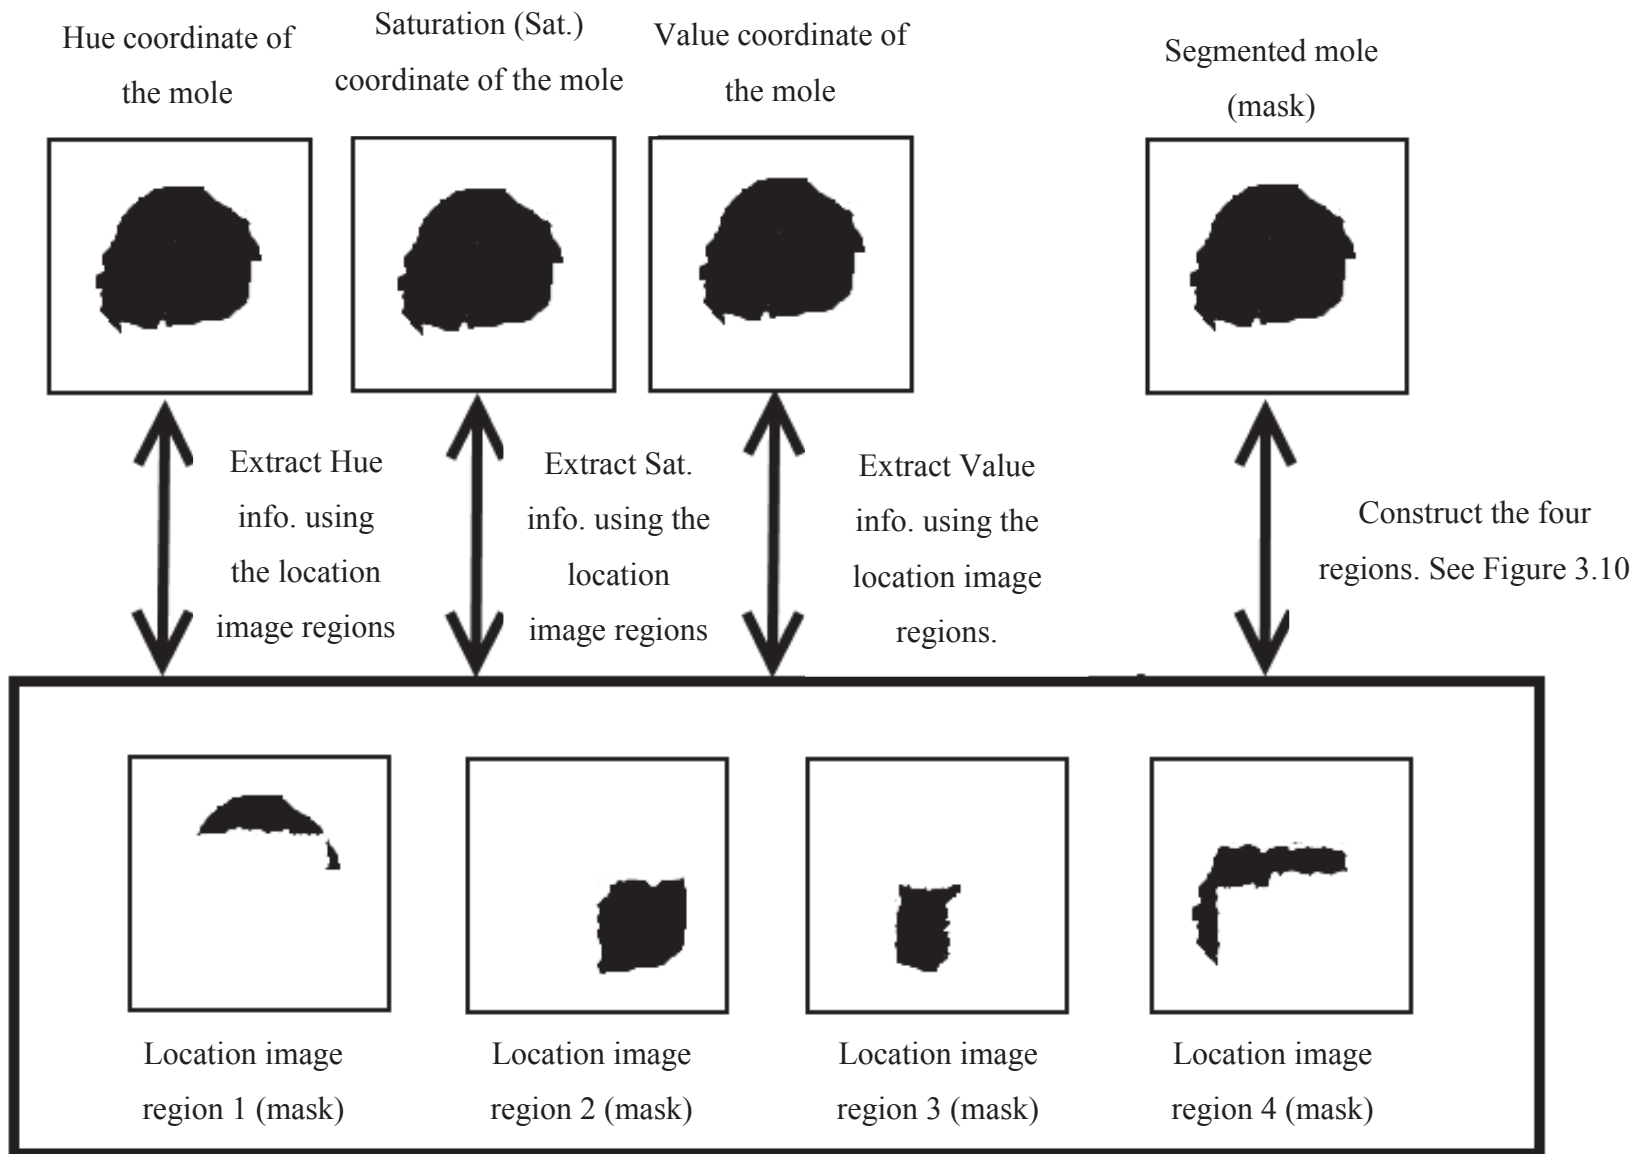 Hue coordinate of
the mole
Saturation (Sat.)
coordinate of the mole
Value coordinate of
the mole
Segmented mole
(mask)
Extract Hue
info. using
the location
image regions
Extract Sat.
info. using the
location
image regions
Extract Value
info. using the
location image
regions.
Construct the four
regions. See Figure 3.10
Location image
region 1 (mask)
Location image
region 2 (mask)
Location image
region 3 (mask)
Location image
region 4 (mask)